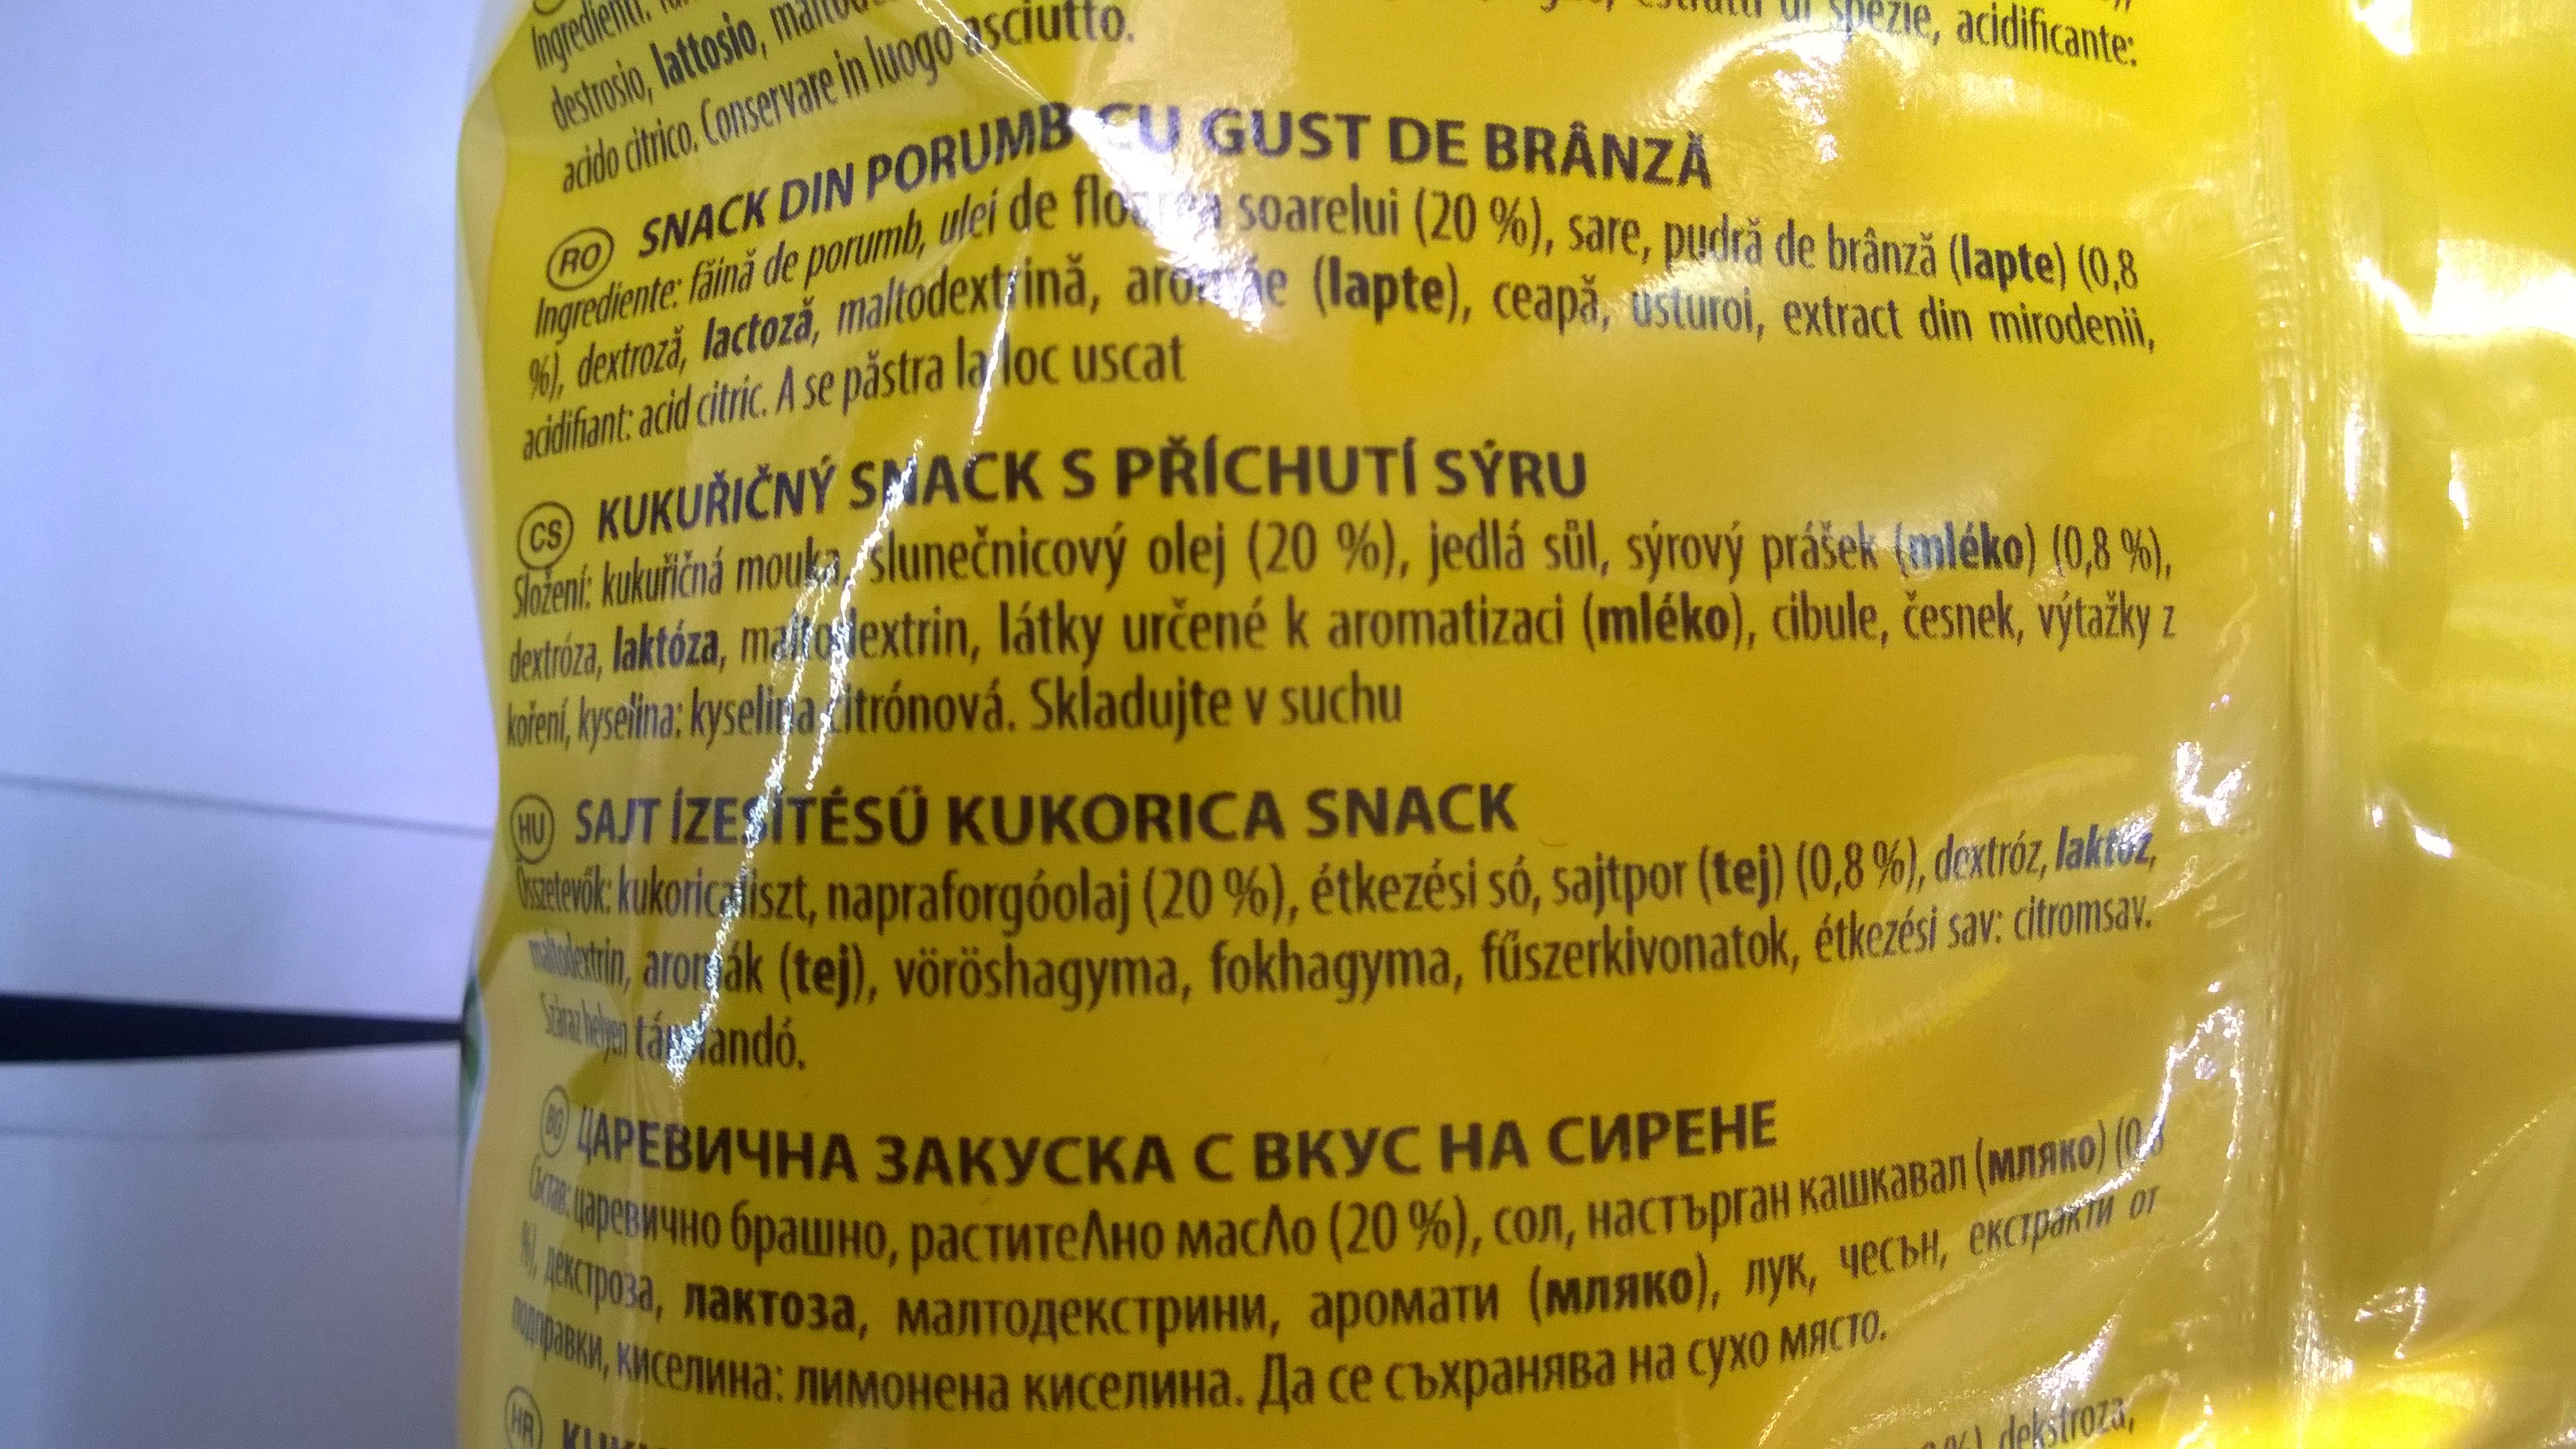 Ingredienti:
spezie, acidificante:
destrosio, lattosio,
acido citrico. Conservare in luogo asciutto.
RO SNACK DIN PORUMB CU GUST DE BRÂNZĂ
Ingrediente: făină de porumb, ulei de floarea soarelui (20 %), sare, pudră de brânză (lapte) (0,8
%), dextroză, lactoză, maltodextrină, (lapte), ceapă, usturoi, extract din mirodenii,
acidifiant: acid citric. A se păstra la loc uscat
CS KUKUŘIČNÝ SNACK S PŘÍCHUTÍ SÝRU
Složení: kukuřičná mouka, slunečnicový olej (20 %), jedlá sůl, sýrový prášek (mléko) (0,8 %),
dextróza, laktóza, maltodextrin, látky určené k aromatizaci (mléko), cibule, česnek, výtažky z
koření, kyselina: kyselina citrónová. Skladujte v suchu
HU SAJT ÍZESÍTÉSŰ KUKORICA SNACK
Összetevők: kukoricaliszt, napraforgóolaj (20 %), étkezési só, sajtpor (tej) (0,8 %), dextróz, laktóz,
maltodextrin, aromák (tej), vöröshagyma, fokhagyma, fűszerkivonatok, étkezési sav: citromsav.
Száraz helyen tárolandó.
BG ЦАРЕВИЧНА ЗАКУСКА С ВКУС НА СИРЕНЕ
Състав: царевично брашно, растително масло (20 %), сол, настърган кашкавал (мляко) (0,8
%), декстроза, лактоза, малтодекстрини, аромати (мляко), лук, чесън, екстракти от
подправки, киселина: лимонена киселина. Да се съхранява на сухо място.
HR
dekstroza,